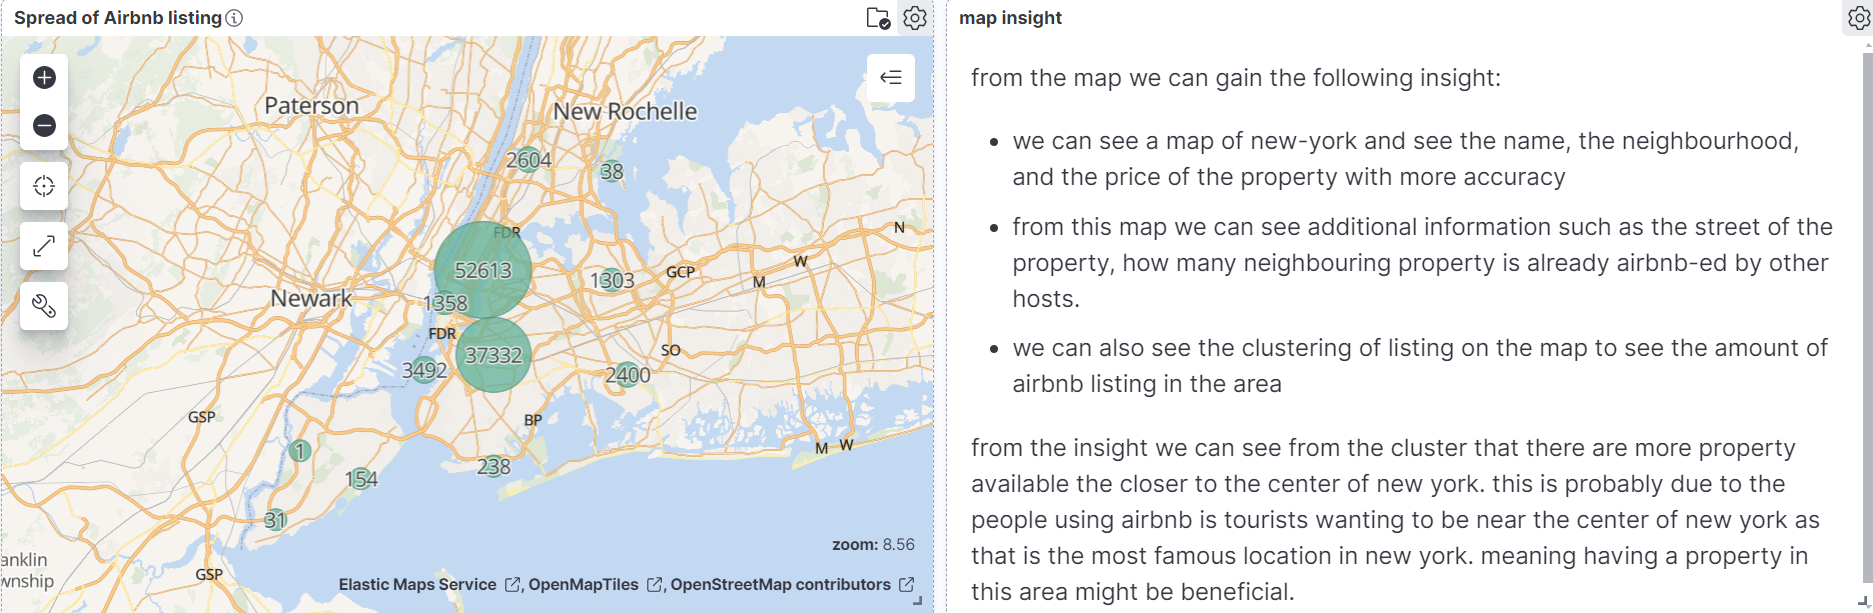 Spread of Airbnb listing
Paterson
New Rochelle
2604
38
FDR
52613
1303
GCP
W
N
M
Newark
1358
FDR
37332
SO
3492
2400
GSP
BP
M W
1
238
154
31
zoom: 8.56
anklin
wnship
GSP
Elastic Maps Service , OpenMapTiles , OpenStreetMap contributors
map insight
from the map we can gain the following insight:
• we can see a map of new-york and see the name, the neighbourhood,
and the price of the property with more accuracy
• from this map we can see additional information such as the street of the
property, how many neighbouring property is already airbnb-ed by other
hosts.
• we can also see the clustering of listing on the map to see the amount of
airbnb listing in the area
from the insight we can see from the cluster that there are more property
available the closer to the center of new york. this is probably due to the
people using airbnb is tourists wanting to be near the center of new york as
that is the most famous location in new york. meaning having a property in
this area might be beneficial.